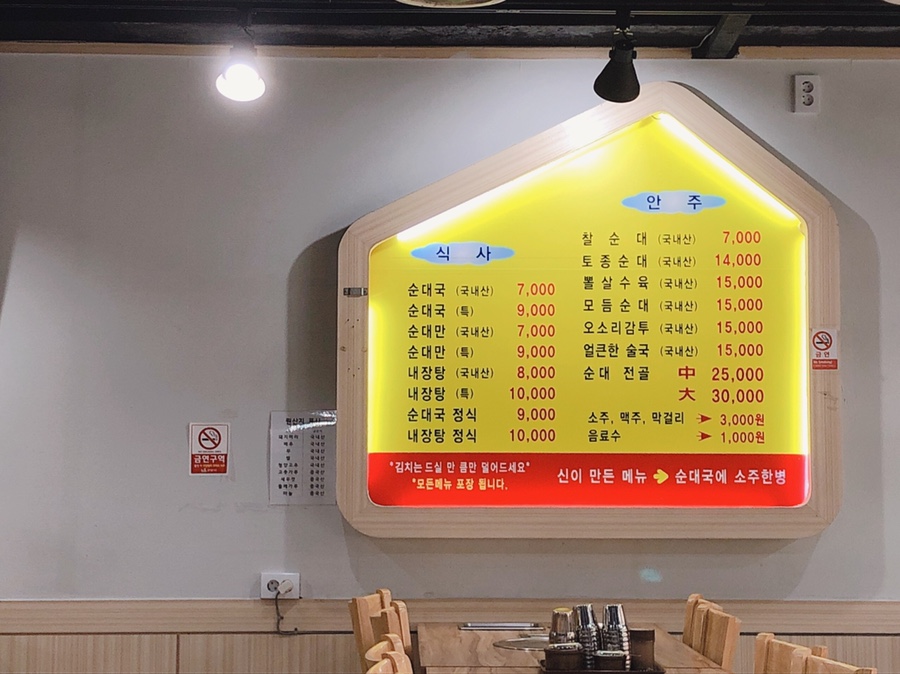 식 사
순대국 (국내산) 7,000
순대국 (특) 9,000
순대만 (국내산) 7,000
순대만 (특) 9,000
내장탕 (국내산) 8,000
내장탕 (특) 10,000
순대국 정식 9,000
내장탕 정식 10,000
안 주
찰 순 대 (국내산) 7,000
토종순대 (국내산) 14,000
뽈살수육 (국내산) 15,000
모듬순대 (국내산) 15,000
오소리감투 (국내산) 15,000
얼큰한 술국 (국내산) 15,000
순대 전골 中 25,000
大 30,000
소주, 맥주, 막걸리 3,000원
음료수 1,000원
"김치는 드실 만 큼만 덜어드세요"
"모든메뉴 포장 됩니다.
신이 만든 메뉴 순대국에 소주한병
금연구역
금 연